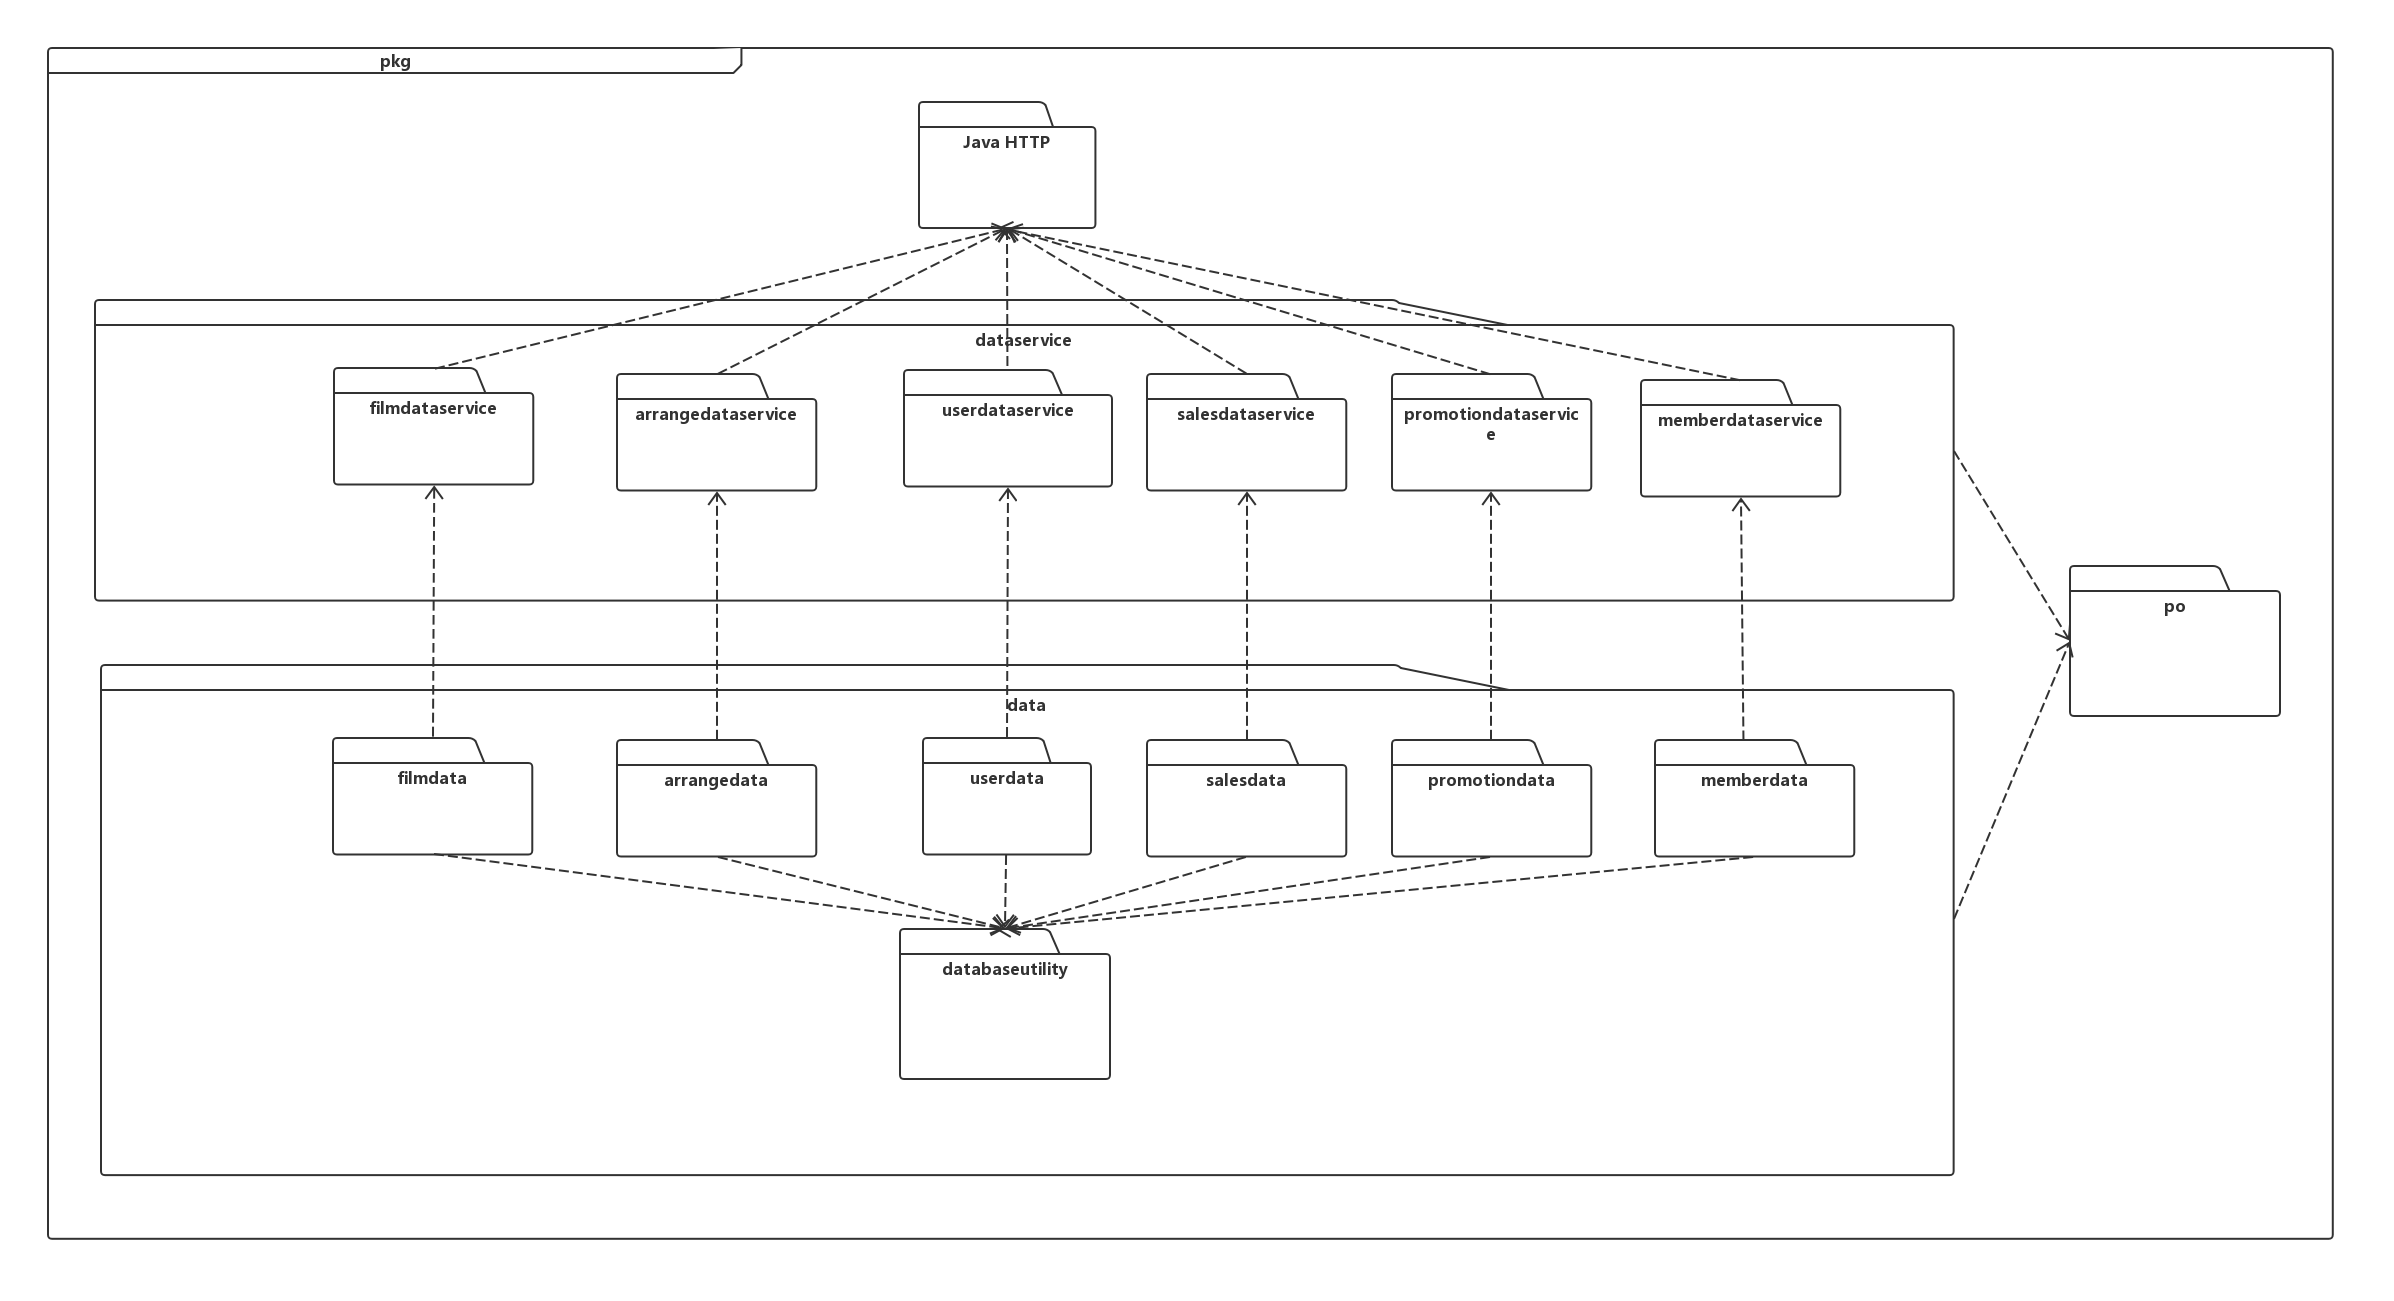 pkg
Java HTTP
dataservice
filmdataservice
arrangedataservice
userdataservice
salesdataservice
promotiondataservic
e
memberdataservice
po
data
filmdata
arrangedata
userdata
salesdata
promotiondata
memberdata
databaseutility